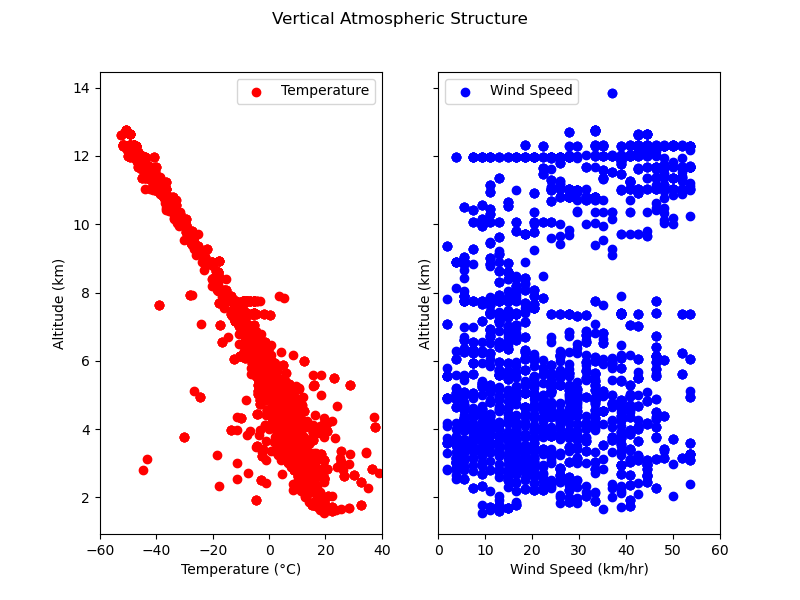 Vertical Atmospheric Structure
Temperature
Wind Speed
14
12
10
8
6
4
2
Altitude (km)
Altitude (km)
−60
−40
−20
0
20
40
0
10
20
30
40
50
60
Temperature (°C)
Wind Speed (km/hr)